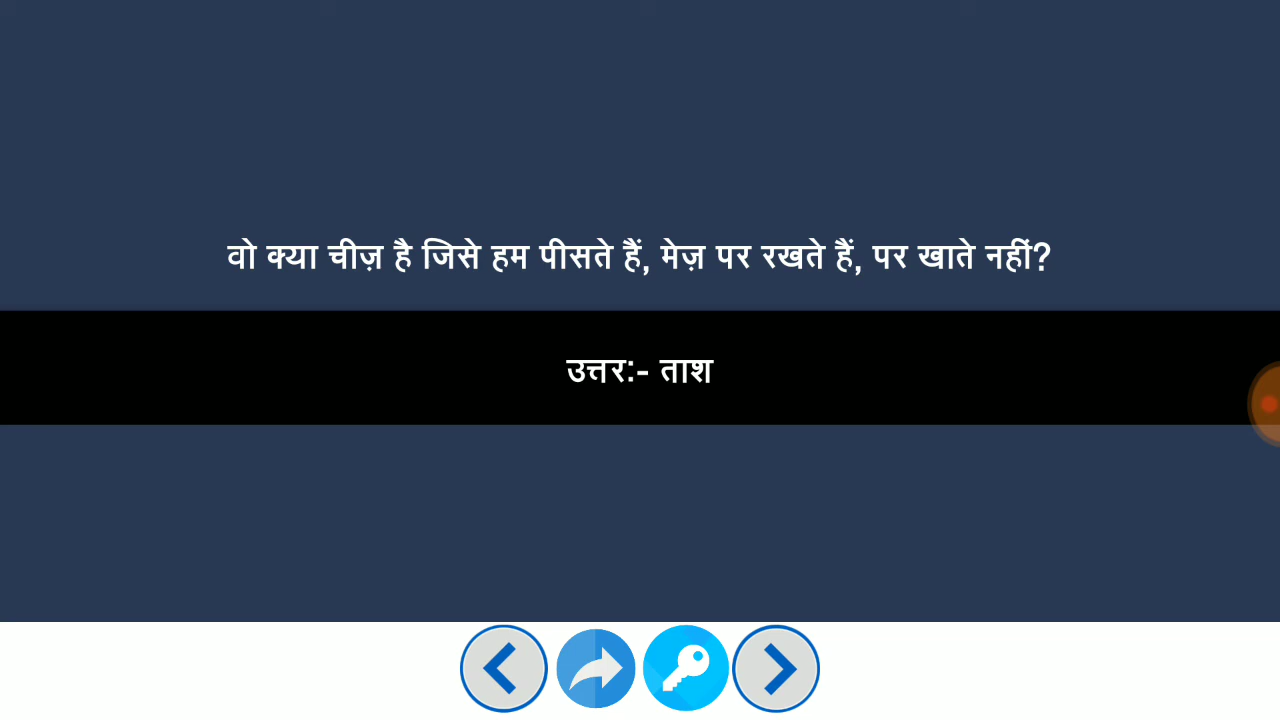 वो क्या चीज़ है जिसे हम पीसते हैं, मेज़ पर रखते हैं, पर खाते नहीं?
उत्तर:- ताश